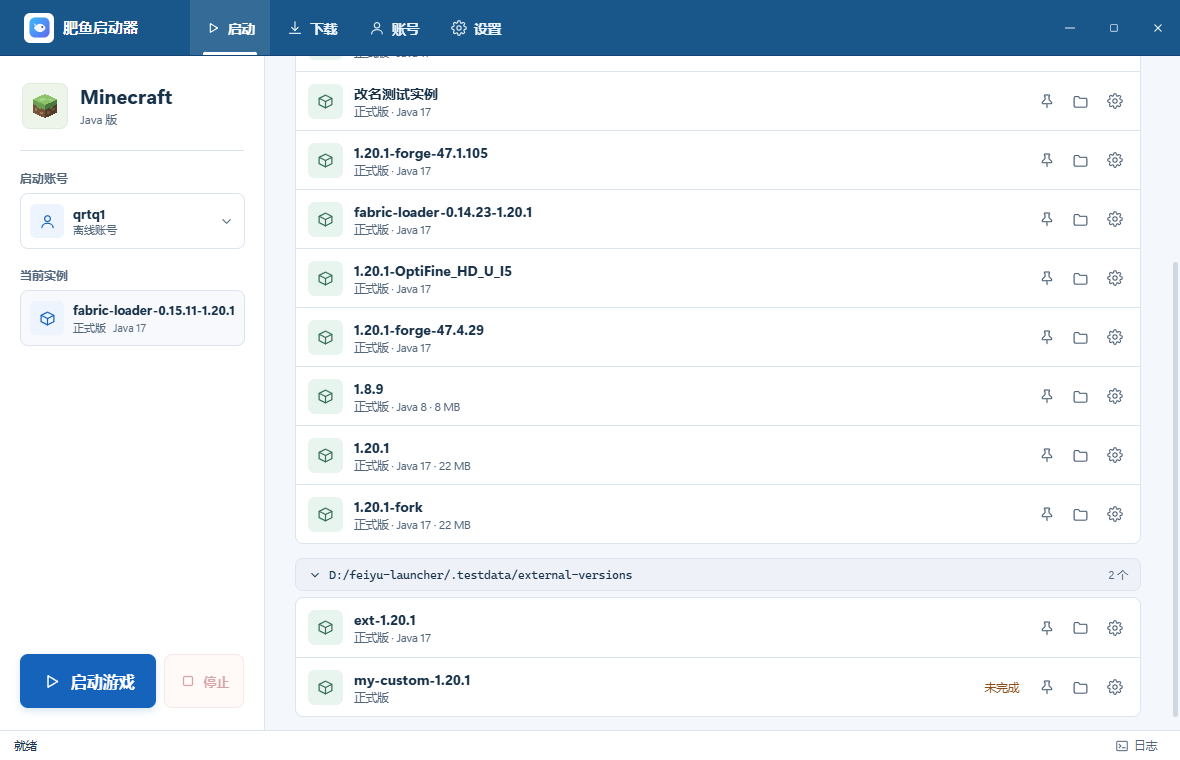 肥鱼启动器
启动
下载
账号
设置
Minecraft
Java 版
启动账号
qrtq1
离线账号
当前实例
fabric-loader-0.15.11-1.20.1
正式版 Java 17
启动游戏
停止
改名测试实例
正式版 · Java 17
1.20.1-forge-47.1.105
正式版 · Java 17
fabric-loader-0.14.23-1.20.1
正式版 · Java 17
1.20.1-OptiFine_HD_U_I5
正式版 · Java 17
1.20.1-forge-47.4.29
正式版 · Java 17
1.8.9
正式版 · Java 8 · 8 MB
1.20.1
正式版 · Java 17 · 22 MB
1.20.1-fork
正式版 · Java 17 · 22 MB
D:/feiyu-launcher/.testdata/external-versions
2个
ext-1.20.1
正式版 · Java 17
my-custom-1.20.1
正式版
未完成
就绪
日志